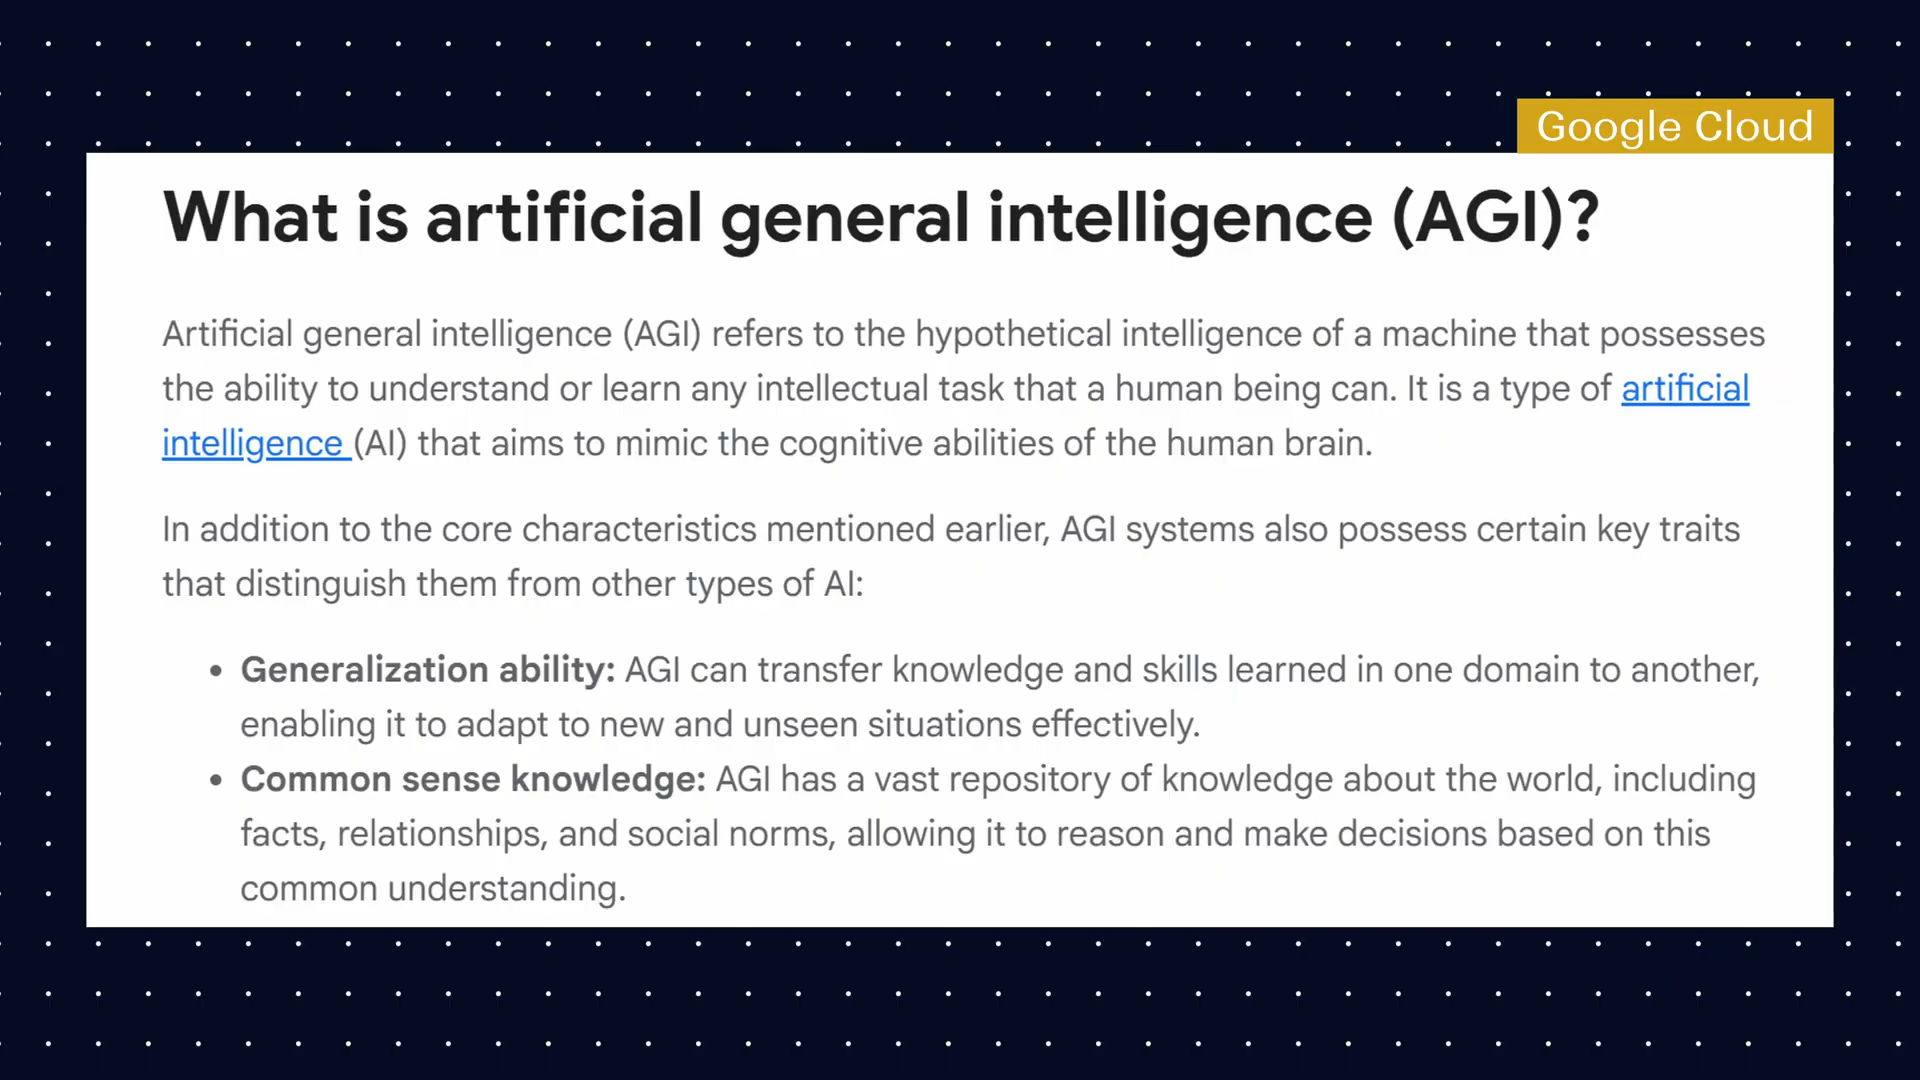 Google Cloud
What is artificial general intelligence (AGI)?
Artificial general intelligence (AGI) refers to the hypothetical intelligence of a machine that possesses
the ability to understand or learn any intellectual task that a human being can. It is a type of artificial
intelligence (AI) that aims to mimic the cognitive abilities of the human brain.
In addition to the core characteristics mentioned earlier, AGI systems also possess certain key traits
that distinguish them from other types of AI:
• Generalization ability: AGI can transfer knowledge and skills learned in one domain to another,
enabling it to adapt to new and unseen situations effectively.
• Common sense knowledge: AGI has a vast repository of knowledge about the world, including
facts, relationships, and social norms, allowing it to reason and make decisions based on this
common understanding.